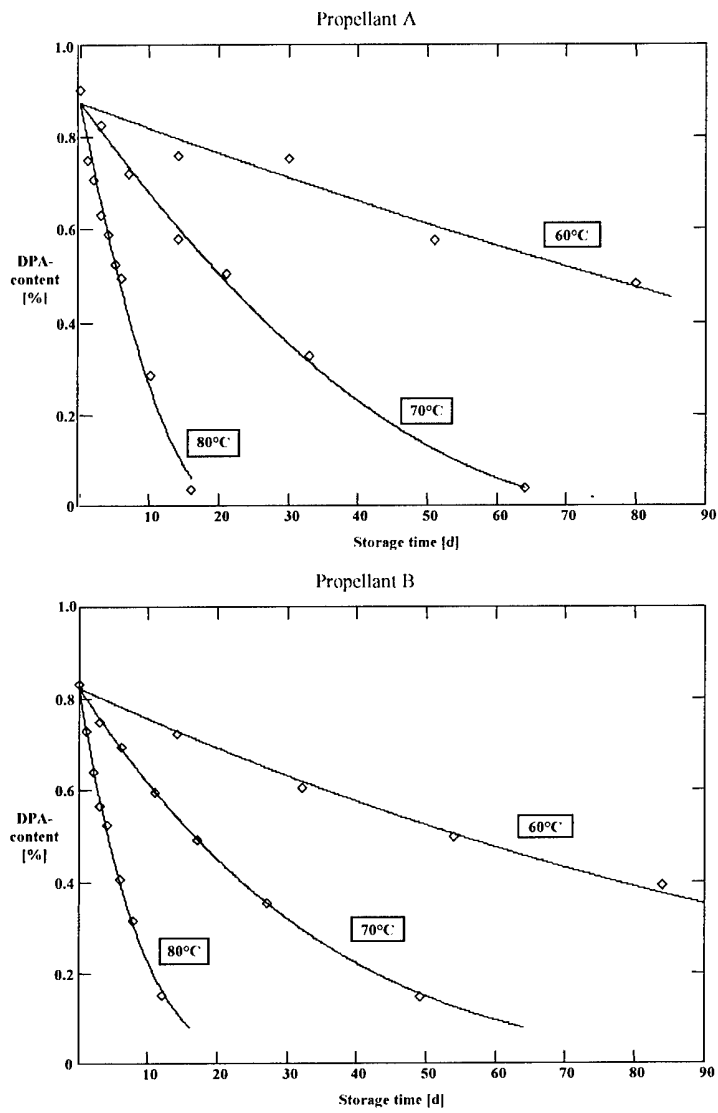 Propellant A
1.0
0.8
0.6
DPA-
content
[%]
0.4
0.2
0
60°C
70°C
80°C
10 20 30 40 50 60 70 80 90
Storage time [d]
Propellant B
1.0
0.8
0.6
DPA-
content
[%]
0.4
0.2
0
60°C
70°C
80°C
10 20 30 40 50 60 70 80 90
Storage time [d]